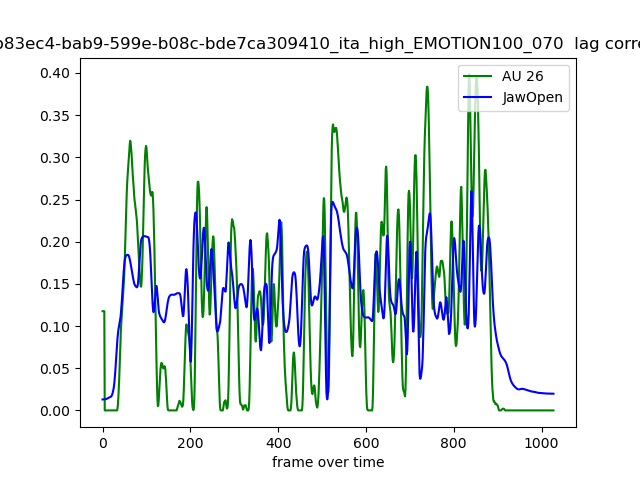 b83ec4-bab9-599e-b08c-bde7ca309410_ita_high_EMOTION100_070 lag corre
AU 26
JawOpen
0.40
0.35
0.30
0.25
0.20
0.15
0.10
0.05
0.00
0 200 400 600 800 1000
frame over time